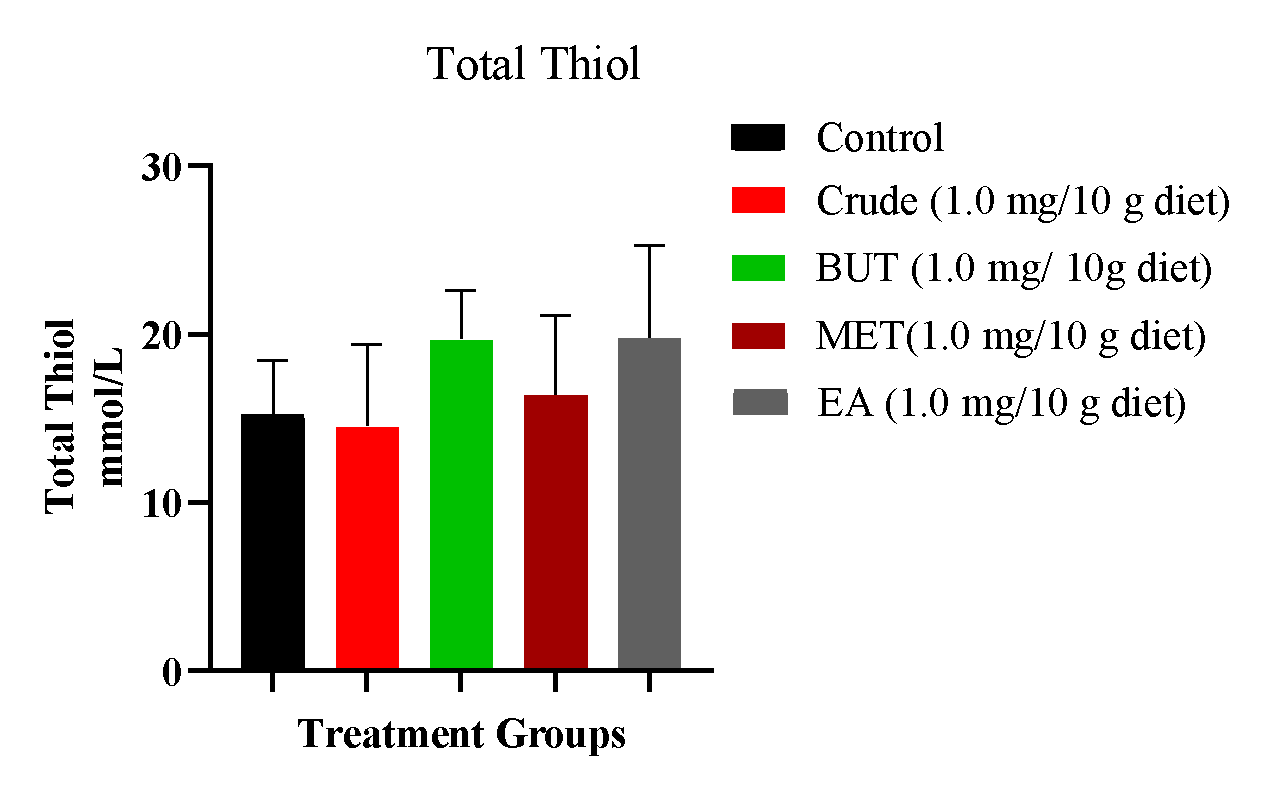 Total Thiol
Control
Crude (1.0 mg/10 g diet)
BUT (1.0 mg/ 10g diet)
MET(1.0 mg/10 g diet)
EA (1.0 mg/10 g diet)
30
20
10
0
Total Thiol
mmol/L
Treatment Groups